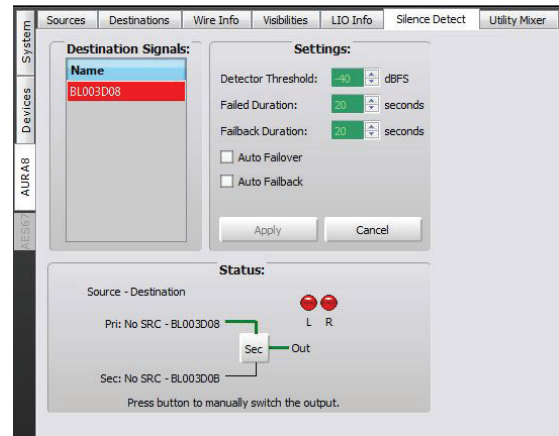 Sources Destinations Wire Info Visibilities LIO Info Silence Detect Utility Mixer
System
Devices
AURA8
AES67
Destination Signals:
Name
BL003D08
Settings:
Detector Threshold: -40 dBFS
Failed Duration: 20 seconds
Failback Duration: 20 seconds
Auto Failover
Auto Failback
Apply Cancel
Status:
Source - Destination
L R
Pri: No SRC - BL003D08
Sec Out
Sec: No SRC - BL003D0B
Press button to manually switch the output.